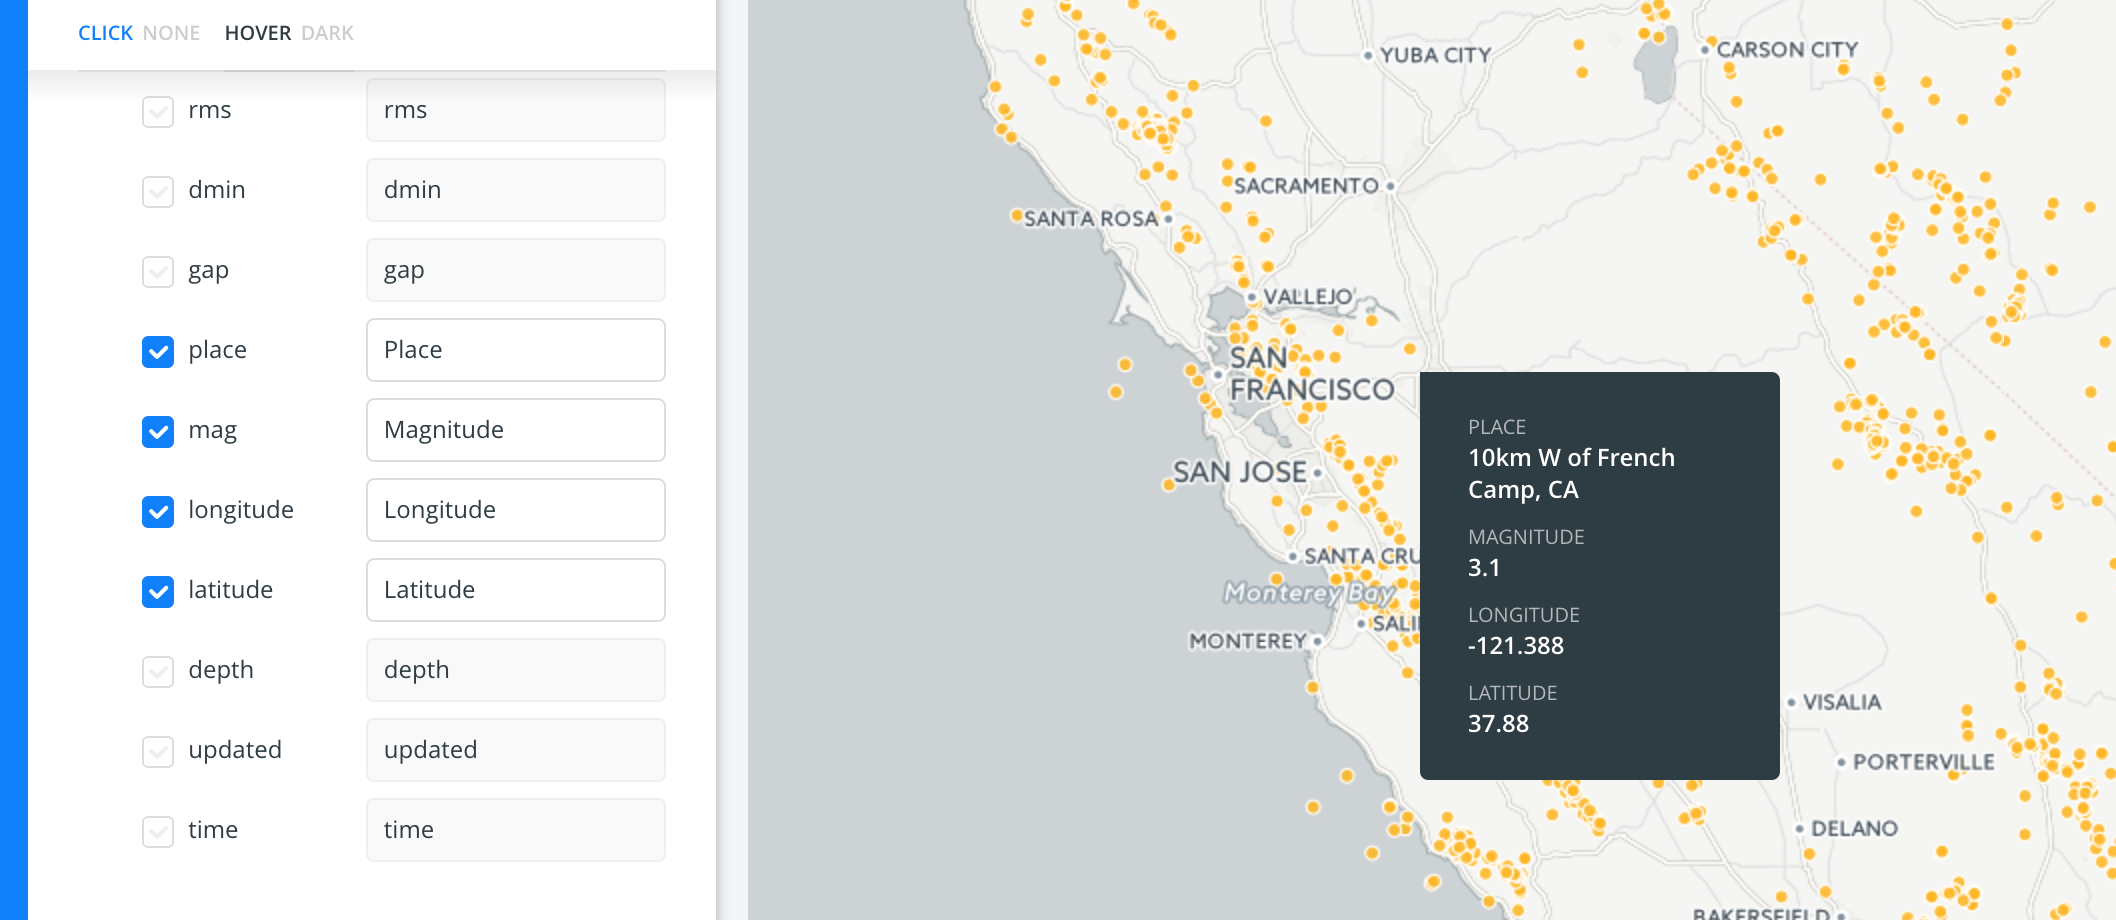 CLICK NONE HOVER DARK
rms rms
dmin dmin
gap gap
place Place
mag Magnitude
longitude Longitude
latitude Latitude
depth depth
updated updated
time time
YUBA CITY
CARSON CITY
SACRAMENTO
SANTA ROSA
VALLEJO
SAN
FRANCISCO
SAN JOSE
SANTA CRU
Monterey Bay
SALI
MONTEREY
PLACE
10km W of French
Camp, CA
MAGNITUDE
3.1
LONGITUDE
-121.388
LATITUDE
37.88
VISALIA
PORTERVILLE
DELANO
BAKERSFIELD